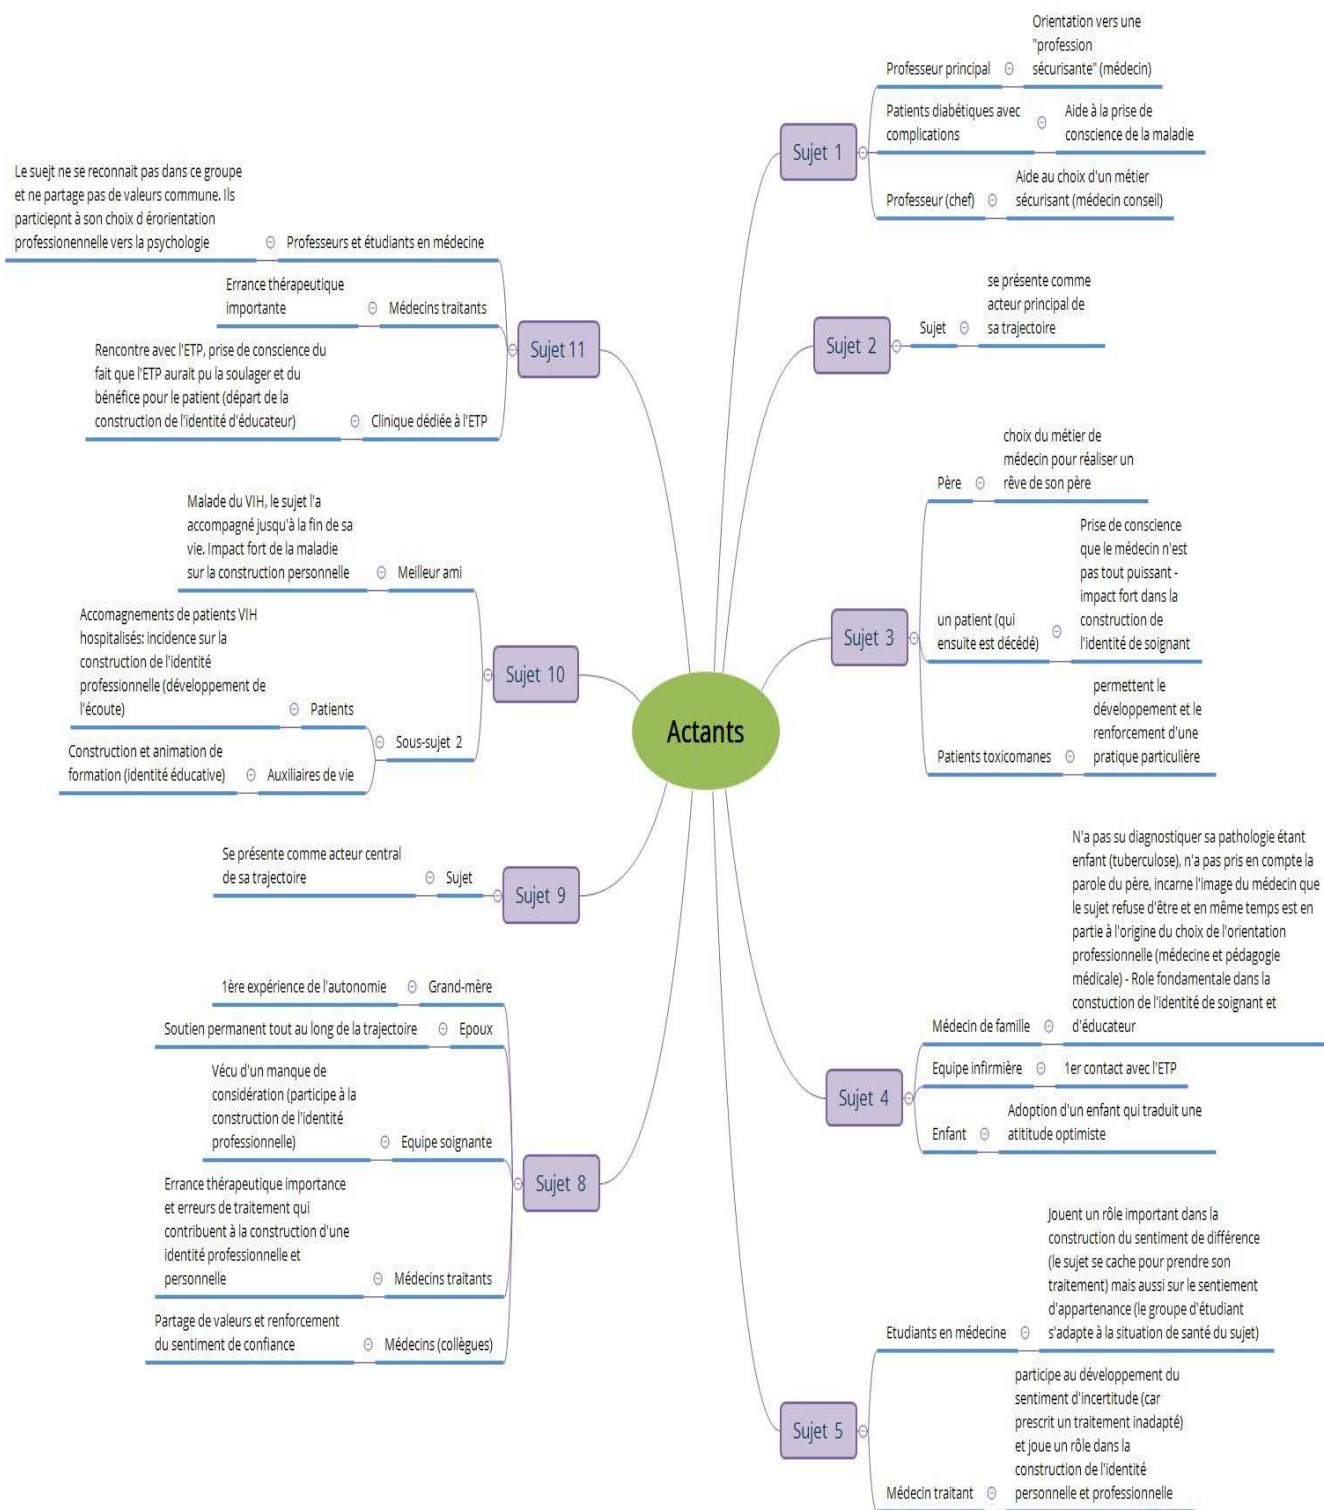 Actants
Sujet 1
Professeur principal
Orientation vers une
"profession
sécurisante" (médecin)
Patients diabétiques avec
complications
Aide à la prise de
conscience de la maladie
Professeur (chef)
Aide au choix d'un métier
sécurisant (médecin conseil)
Sujet 2
Sujet
se présente comme
acteur principal de
sa trajectoire
Sujet 3
Père
choix du métier de
médecin pour réaliser un
rêve de son père
un patient (qui
ensuite est décédé)
Prise de conscience
que le médecin n'est
pas tout puissant -
impact fort dans la
construction de
l'identité de soignant
Patients toxicomanes
permettent le
développement et le
renforcement d'une
pratique particulière
Sujet 4
Médecin de famille
N'a pas su diagnostiquer sa pathologie étant
enfant (tuberculose), n'a pas pris en compte la
parole du père, incarne l'image du médecin que
le sujet refuse d'être et en même temps est en
partie à l'origine du choix de l'orientation
professionnelle (médecine et pédagogie
médicale) - Role fondamentale dans la
constuction de l'identité de soignant et
d'éducateur
Equipe infirmière
1er contact avec l'ETP
Enfant
Adoption d'un enfant qui traduit une
atititude optimiste
Sujet 5
Etudiants en médecine
Jouent un rôle important dans la
construction du sentiment de différence
(le sujet se cache pour prendre son
traitement) mais aussi sur le sentiement
d'appartenance (le groupe d'étudiant
s'adapte à la situation de santé du sujet)
Médecin traitant
participe au développement du
sentiment d'incertitude (car
prescrit un traitement inadapté)
et joue un rôle dans la
construction de l'identité
personnelle et professionnelle
Sujet 8
Grand-mère
1ère expérience de l'autonomie
Epoux
Soutien permanent tout au long de la trajectoire
Equipe soignante
Vécu d'un manque de
considération (participe à la
construction de l'identité
professionnelle)
Médecins traitants
Errance thérapeutique importance
et erreurs de traitement qui
contribuent à la construction d'une
identité professionnelle et
personnelle
Médecins (collègues)
Partage de valeurs et renforcement
du sentiment de confiance
Sujet 9
Sujet
Se présente comme acteur central
de sa trajectoire
Sujet 10
Meilleur ami
Malade du VIH, le sujet l'a
accompagné jusqu'à la fin de sa
vie. Impact fort de la maladie
sur la construction personnelle
Sous-sujet 2
Patients
Accomagnements de patients VIH
hospitalisés: incidence sur la
construction de l'identité
professionnelle (développement de
l'écoute)
Auxiliaires de vie
Construction et animation de
formation (identité éducative)
Sujet 11
Professeurs et étudiants en médecine
Le suejt ne se reconnait pas dans ce groupe
et ne partage pas de valeurs commune. Ils
particiepnt à son choix d érorientation
professionennelle vers la psychologie
Médecins traitants
Errance thérapeutique
importante
Clinique dédiée à l'ETP
Rencontre avec l'ETP, prise de conscience du
fait que l'ETP aurait pu la soulager et du
bénéfice pour le patient (départ de la
construction de l'identité d'éducateur)